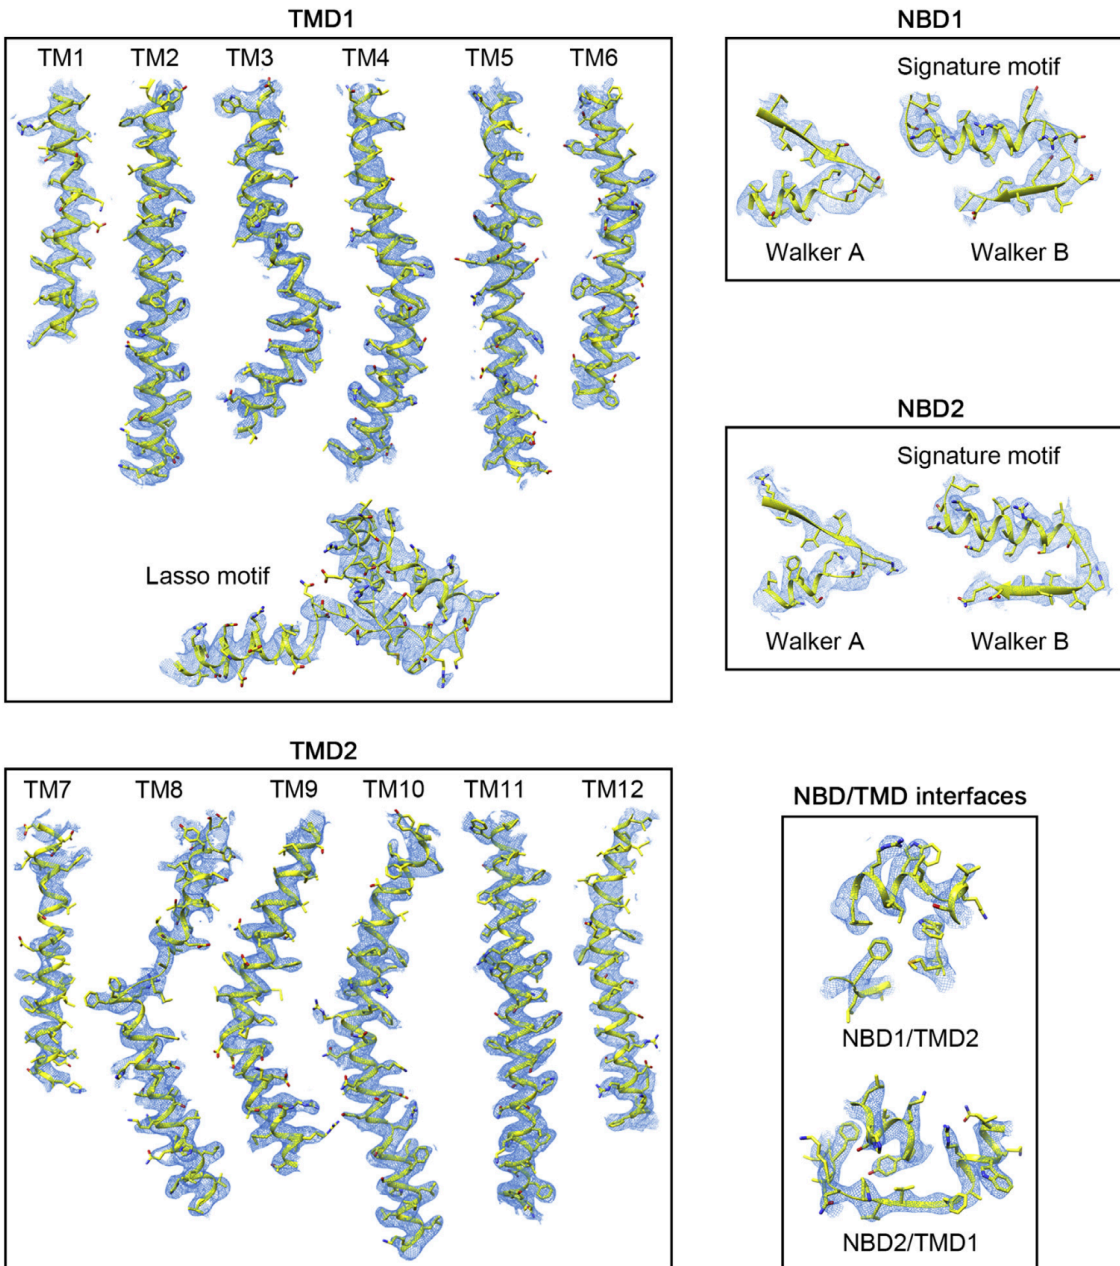 TMD1
TM1 TM2 TM3 TM4 TM5 TM6
Lasso motif
NBD1
Signature motif
Walker A Walker B
NBD2
Signature motif
Walker A Walker B
TMD2
TM7 TM8 TM9 TM10 TM11 TM12
NBD/TMD interfaces
NBD1/TMD2
NBD2/TMD1